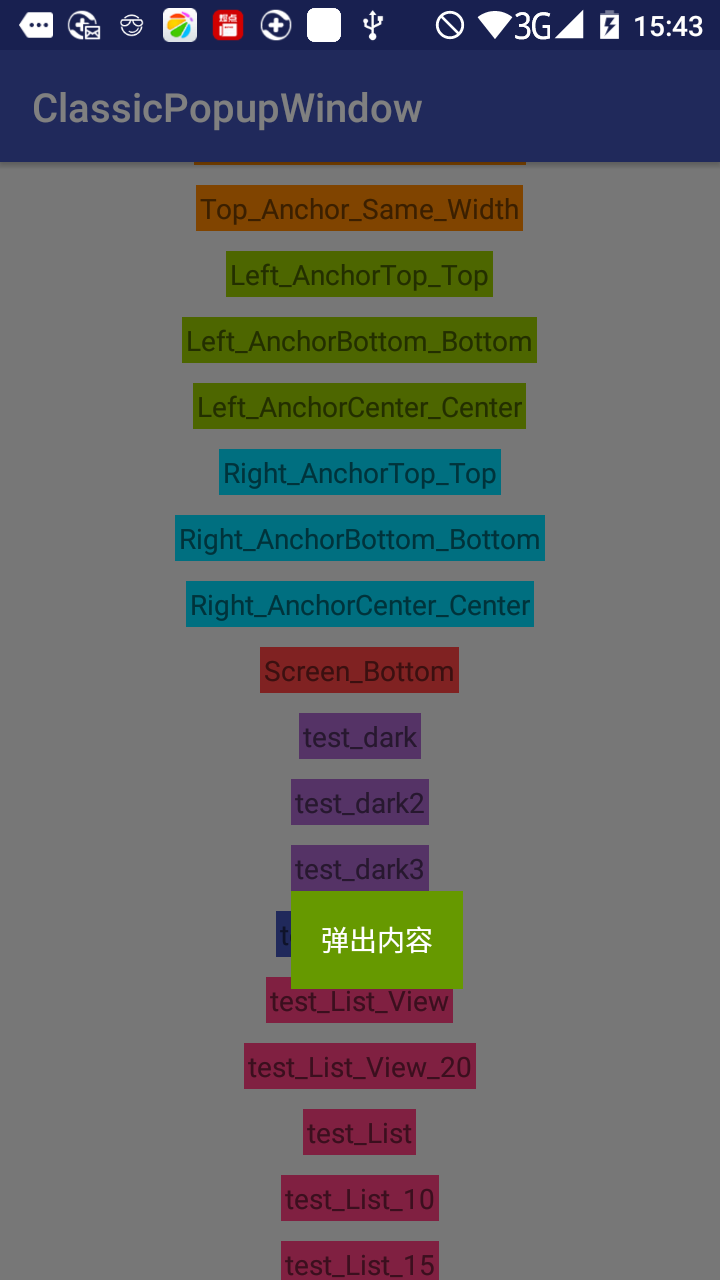 3G 15:43
ClassicPopupWindow
Top_Anchor_Same_Width
Left_AnchorTop_Top
Left_AnchorBottom_Bottom
Left_AnchorCenter_Center
Right_AnchorTop_Top
Right_AnchorBottom_Bottom
Right_AnchorCenter_Center
Screen_Bottom
test_dark
test_dark2
test_dark3
弹出内容
test_List_View
test_List_View_20
test_List
test_List_10
test_List_15